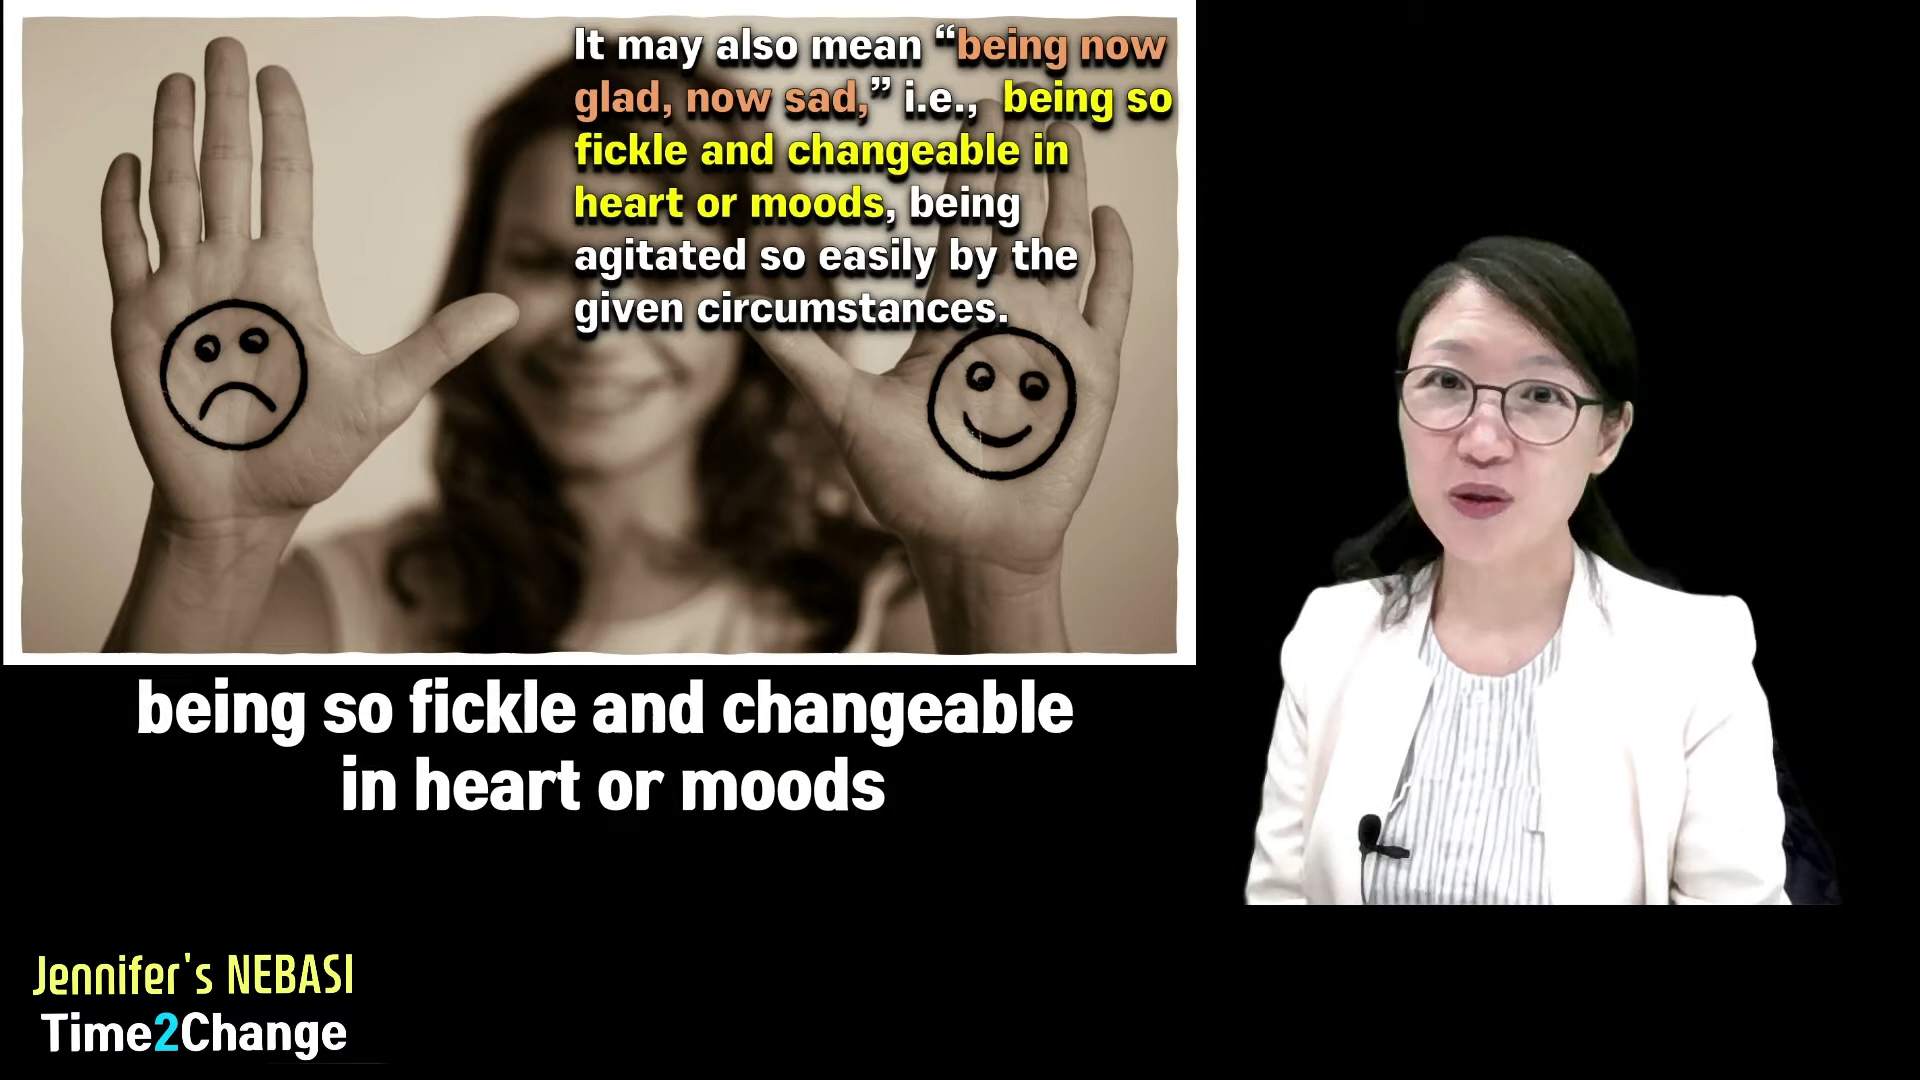 It may also mean “being now
glad, now sad,” i.e., being so
fickle and changeable in
heart or moods, being
agitated so easily by the
given circumstances.
being so fickle and changeable
in heart or moods
Jennifer's NEBASI
Time2Change